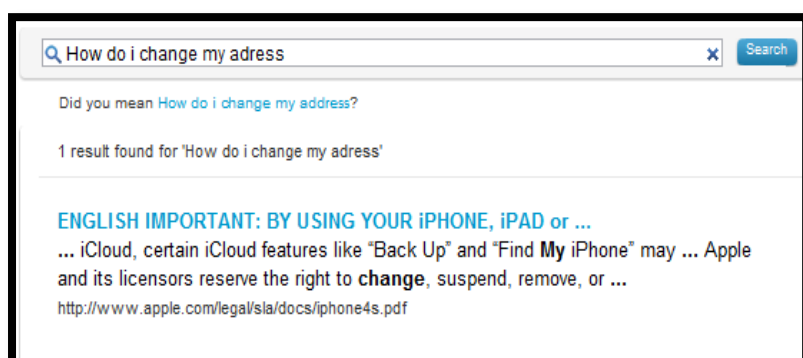 How do i change my adress
Search
Did you mean How do i change my address?
1 result found for 'How do i change my adress'
ENGLISH IMPORTANT: BY USING YOUR iPHONE, iPAD or ...
... iCloud, certain iCloud features like “Back Up” and “Find My iPhone” may ... Apple
and its licensors reserve the right to change, suspend, remove, or ...
http://www.apple.com/legal/sla/docs/iphone4s.pdf